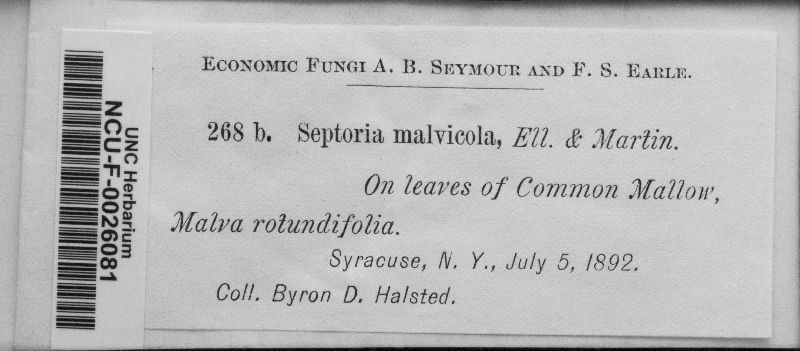 ECONOMIC FUNGI A. B. SEYMOUR AND F. S. EARLE.
268 b. Septoria malvicola, Ell. & Martin.
On leaves of Common Mallow,
Malva rotundifolia.
Syracuse, N. Y., July 5, 1892.
Coll. Byron D. Halsted.
UNC Herbarium
NCU-F-0026081